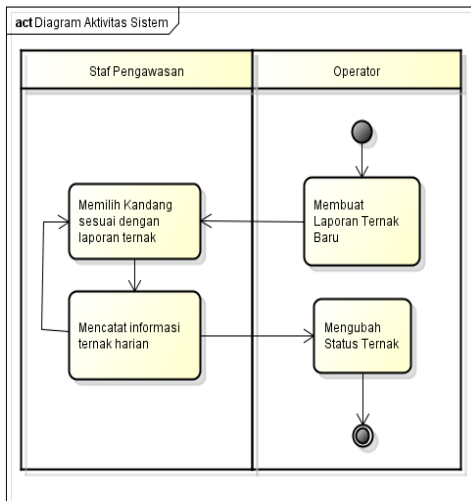 act Diagram Aktivitas Sistem
Staf Pengawasan
Operator
Membuat
Laporan Ternak
Baru
Memilih Kandang
sesuai dengan
laporan ternak
Mencatat informasi
ternak harian
Mengubah
Status Ternak